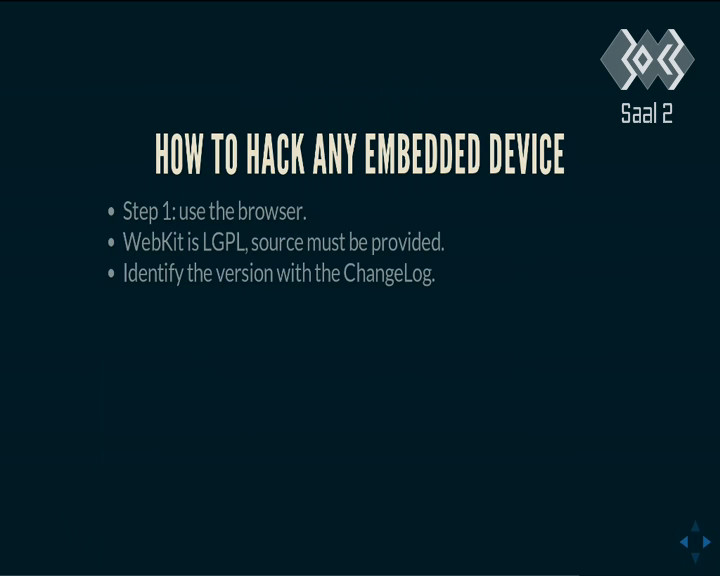 Saal 2
HOW TO HACK ANY EMBEDDED DEVICE
• Step 1: use the browser.
• WebKit is LGPL, source must be provided.
• Identify the version with the ChangeLog.